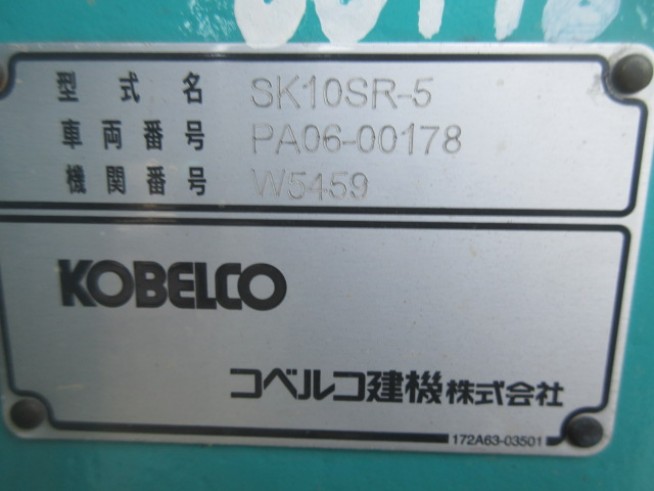 型式名 SK10SR-5
車両番号 PA06-00178
機関番号 W5459
KOBELCO
コベルコ建機株式会社
172A63-03501